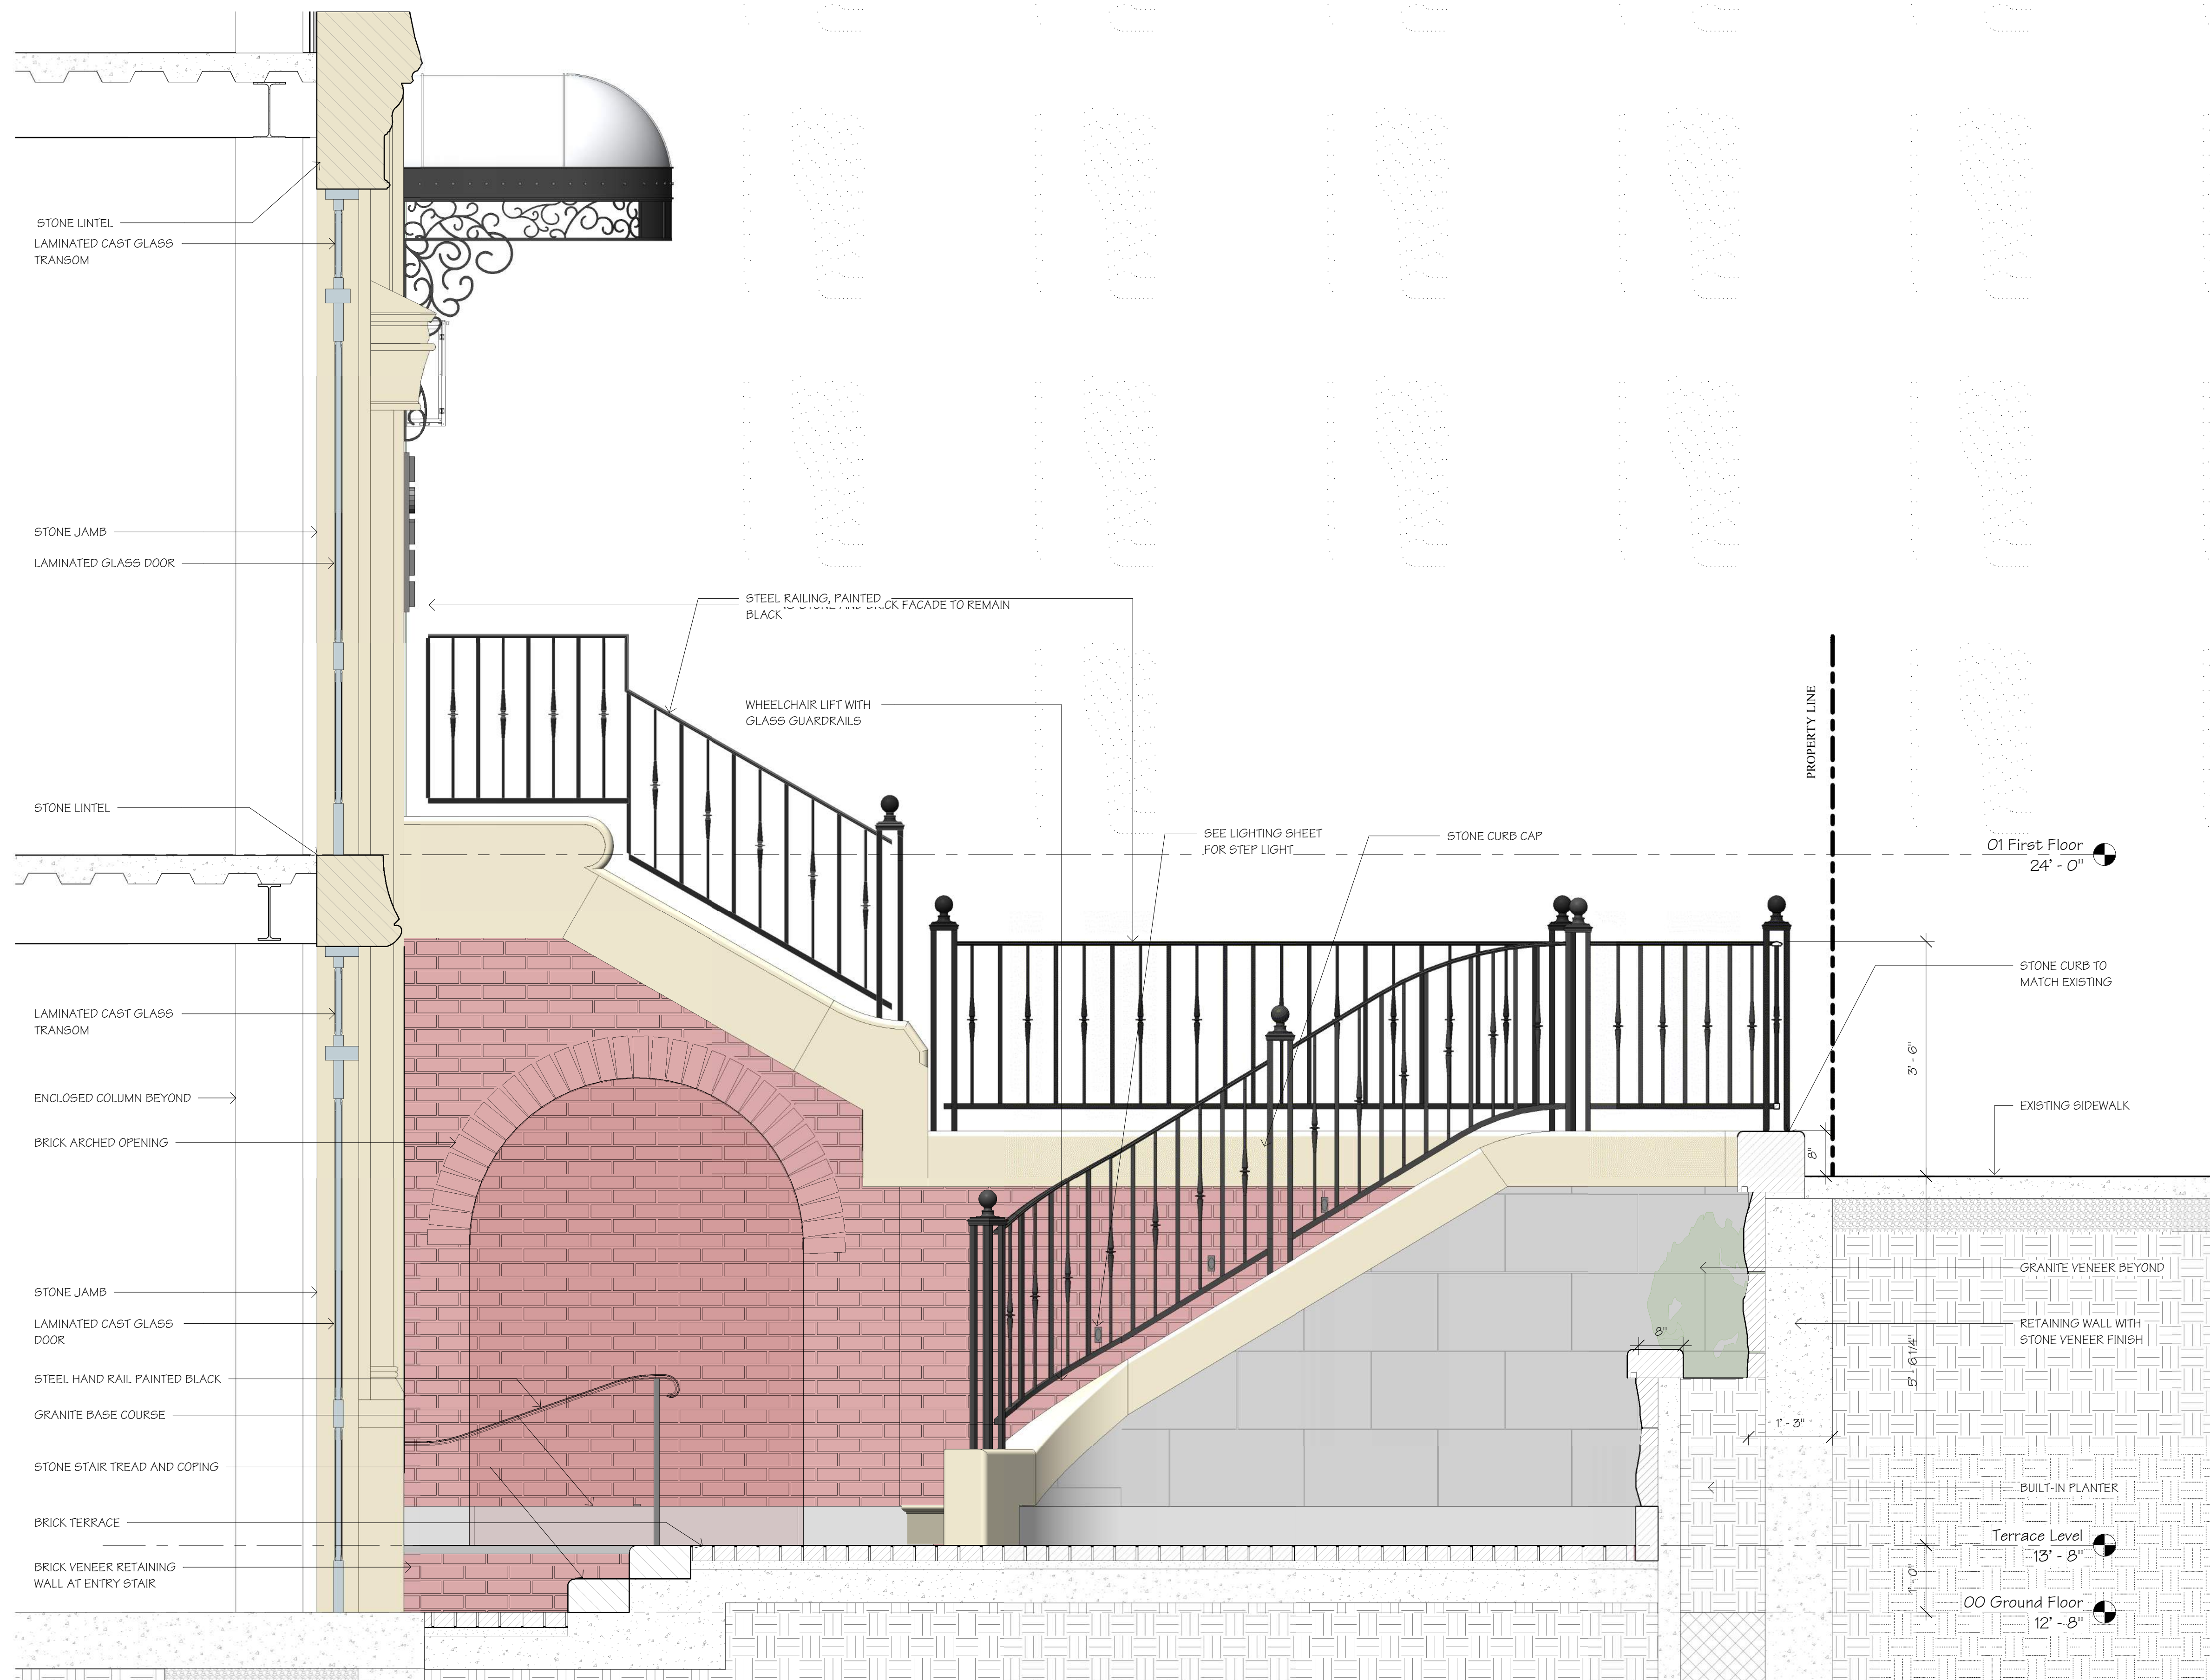 STONE LINTEL
LAMINATED CAST GLASS
TRANSOM
STONE JAMB
LAMINATED GLASS DOOR
STEEL RAILING, PAINTED
BLACK
STONE AND BRICK FACADE TO REMAIN
WHEELCHAIR LIFT WITH
GLASS GUARDRAILS
PROPERTY LINE
STONE LINTEL
SEE LIGHTING SHEET
FOR STEP LIGHT
STONE CURB CAP
01 First Floor
24' - 0"
STONE CURB TO
MATCH EXISTING
LAMINATED CAST GLASS
TRANSOM
3' - 6"
ENCLOSED COLUMN BEYOND
EXISTING SIDEWALK
BRICK ARCHED OPENING
8"
GRANITE VENEER BEYOND
STONE JAMB
LAMINATED CAST GLASS
DOOR
8"
RETAINING WALL WITH
STONE VENEER FINISH
5' - 6 1/4"
STEEL HAND RAIL PAINTED BLACK
GRANITE BASE COURSE
1' - 3"
STONE STAIR TREAD AND COPING
BUILT-IN PLANTER
BRICK TERRACE
Terrace Level
13' - 8"
BRICK VENEER RETAINING
WALL AT ENTRY STAIR
1' - 0"
00 Ground Floor
12' - 8"